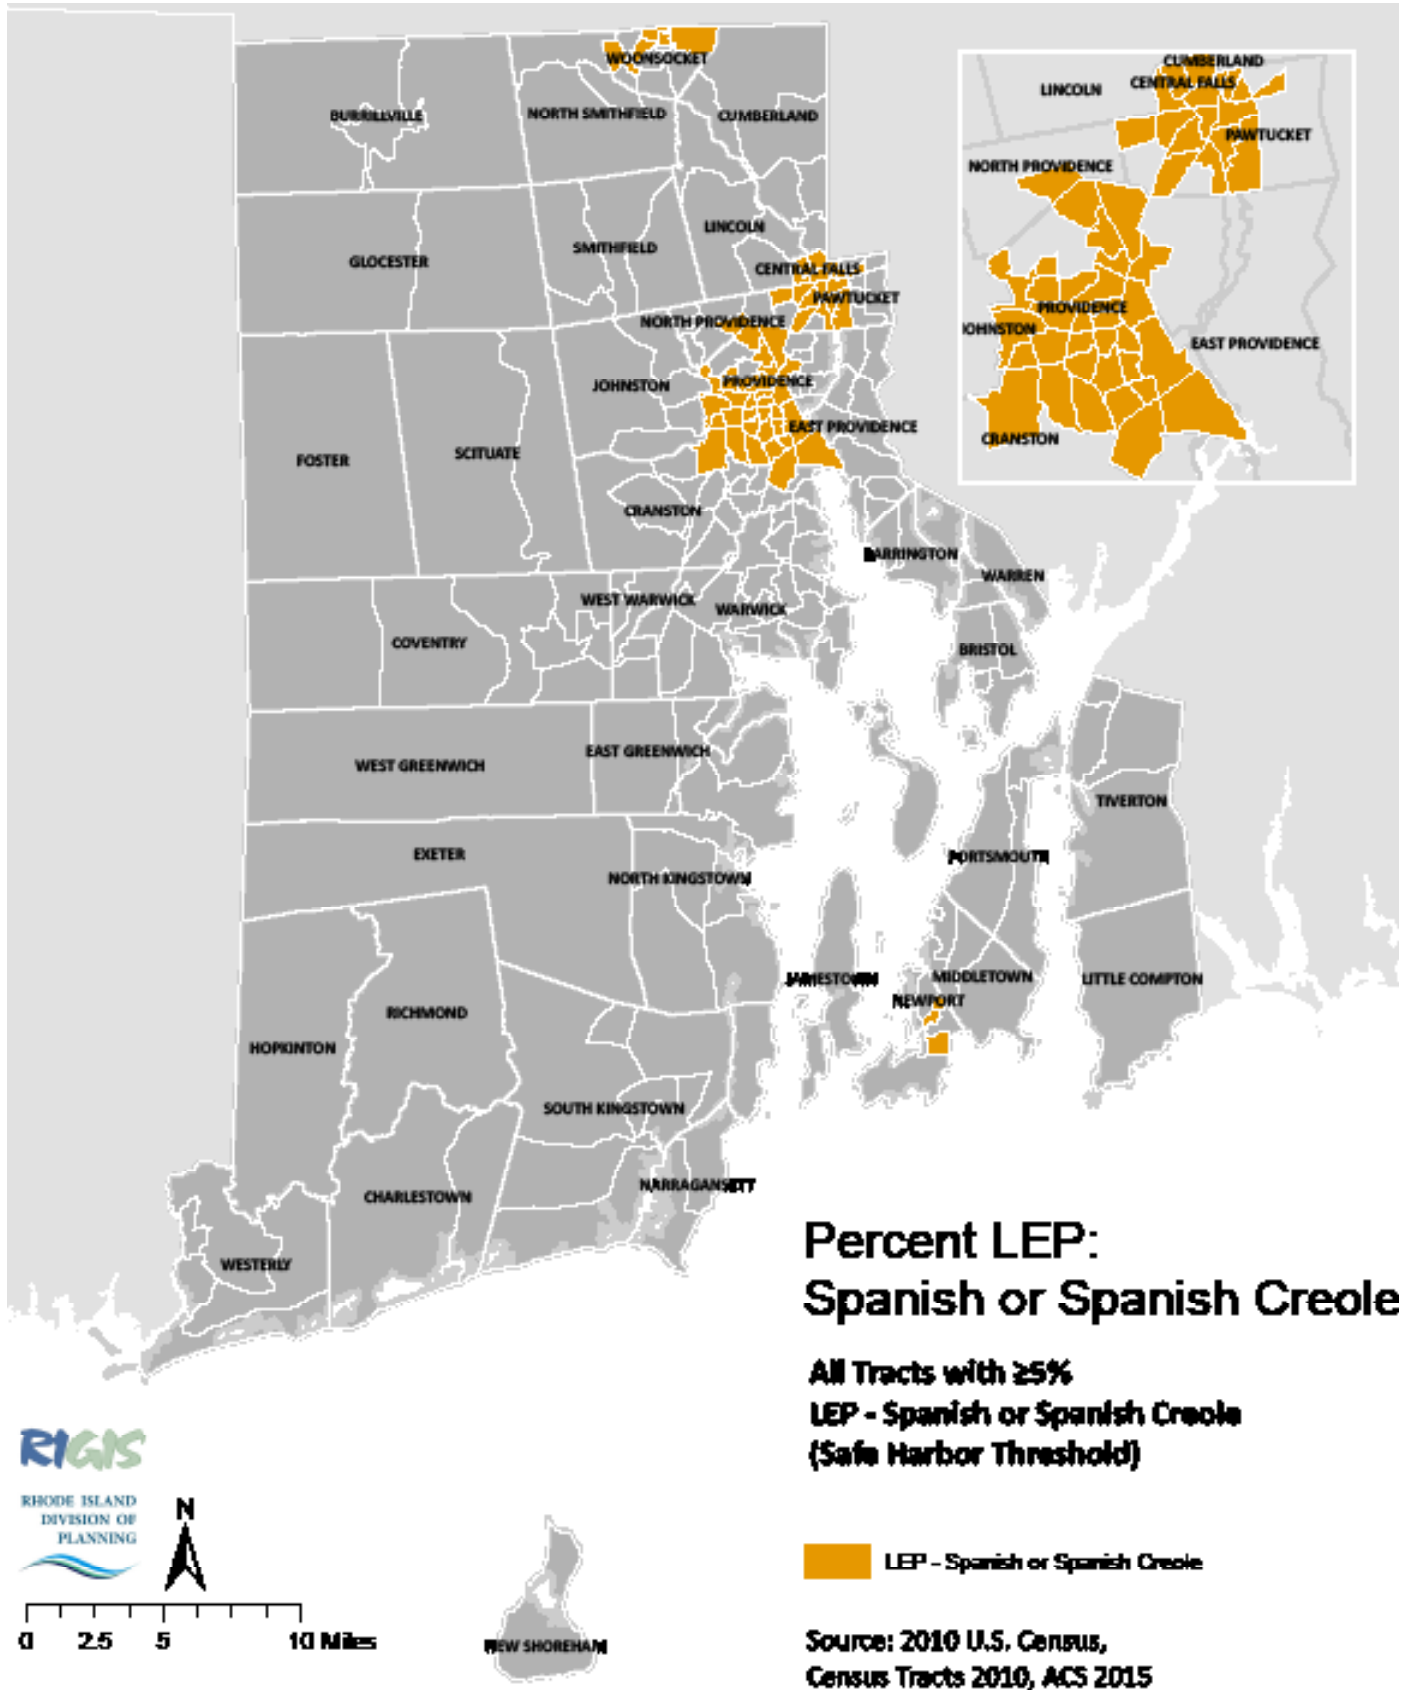 WOONSOCKET
BURRILLVILLE
NORTH SMITHFIELD
CUMBERLAND
GLOCESTER
SMITHFIELD
LINCOLN
CENTRAL FALLS
PAWTUCKET
NORTH PROVIDENCE
JOHNSTON
PROVIDENCE
EAST PROVIDENCE
FOSTER
SCITUATE
CRANSTON
BARRINGTON
WARREN
WEST WARWICK
WARWICK
COVENTRY
BRISTOL
WEST GREENWICH
EAST GREENWICH
TIVERTON
EXETER
NORTH KINGSTOWN
PORTSMOUTH
JAMESTOWN
MIDDLETOWN
LITTLE COMPTON
NEWPORT
RICHMOND
HOPKINTON
SOUTH KINGSTOWN
NARRAGANSETT
CHARLESTOWN
WESTERLY
NEW SHOREHAM
CUMBERLAND
CENTRAL FALLS
LINCOLN
PAWTUCKET
NORTH PROVIDENCE
PROVIDENCE
OHNSTON
EAST PROVIDENCE
CRANSTON
Percent LEP:
Spanish or Spanish Creole
All Tracts with ≥5%
LEP - Spanish or Spanish Creole
(Safe Harbor Threshold)
LEP - Spanish or Spanish Creole
Source: 2010 U.S. Census,
Census Tracts 2010, ACS 2015
RIGIS
RHODE ISLAND
DIVISION OF
PLANNING
N
0 2.5 5 10 Miles